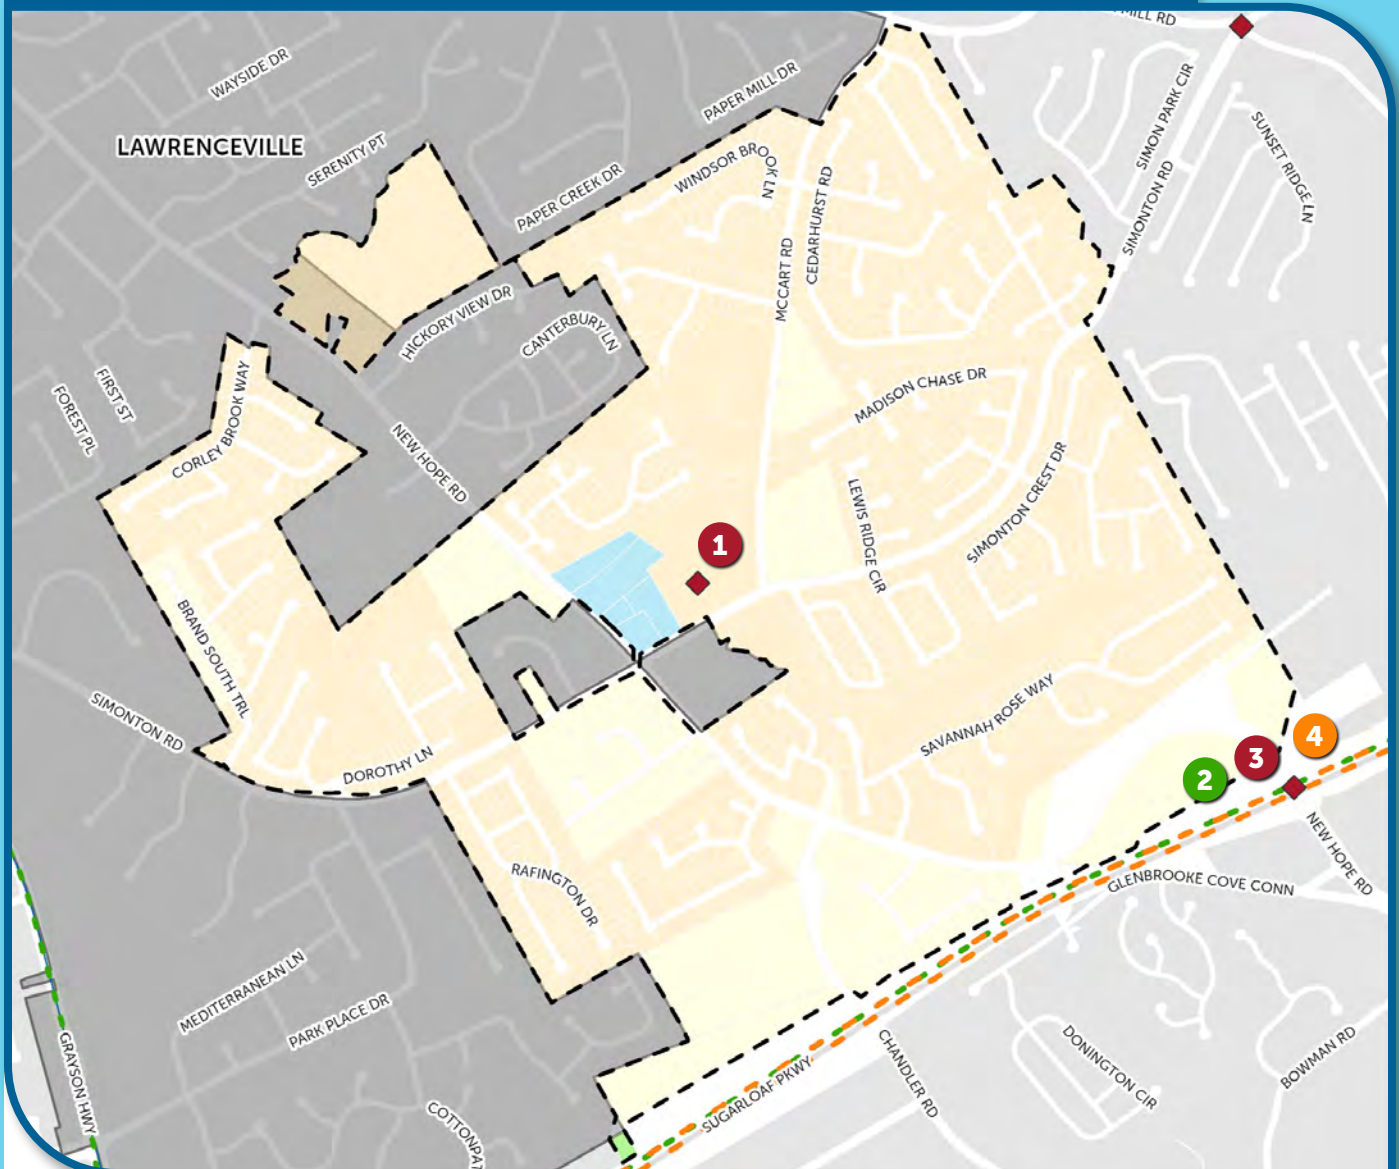 MILL RD
WAYSIDE DR
PAPER MILL DR
SIMON PARK CIR
LAWRENCEVILLE
SERENITY PT
WINDSOR BROOK LN
SUNSET RIDGE LN
PAPER CREEK DR
CEDARHURST RD
SIMONTON RD
MCCART RD
HICKORY VIEW DR
CANTERBURY LN
FIRST ST
FOREST PL
CORLEY BROOK WAY
MADISON CHASE DR
NEW HOPE RD
LEWIS RIDGE CIR
SIMONTON CREST DR
1
BRAND SOUTH TRL
SIMONTON RD
DOROTHY LN
SAVANNAH ROSE WAY
4
3
2
NEW HOPE RD
GLENBROOKE COVE CONN
RAFINGTON DR
MEDITERRANEAN LN
PARK PLACE DR
GRAYSON HWY
SUGARLOAF PKWY
CHANDLER RD
DONINGTON CIR
BOWMAN RD
COTTONPAT